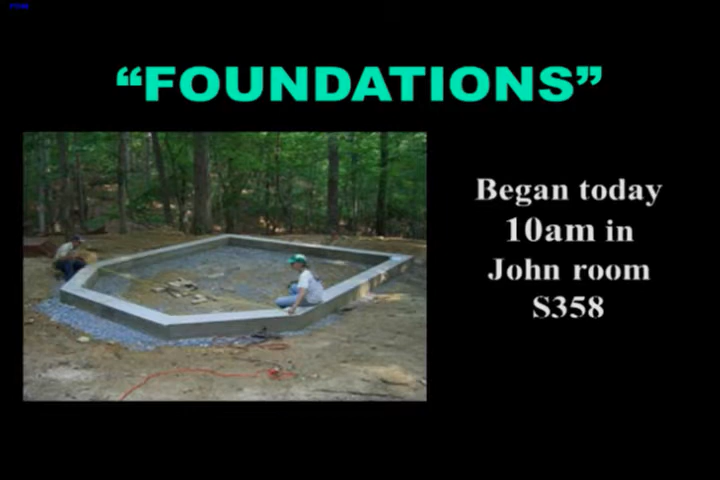 “FOUNDATIONS”
Began today
10am in
John room
S358